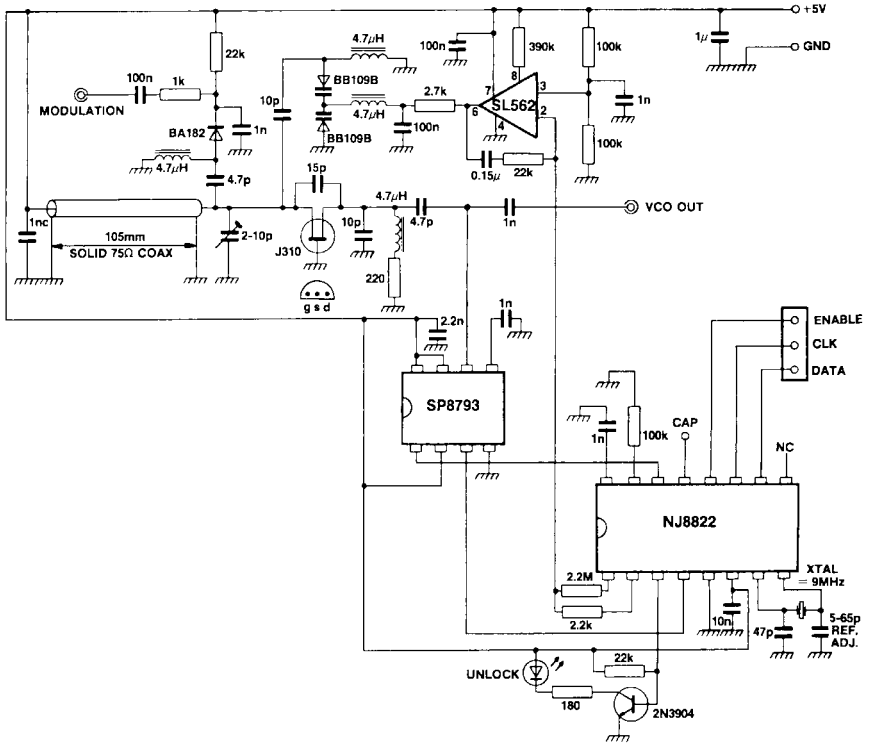 +5V
4.7μH
100n
390k
100k
1μ
GND
22k
8
7
3
SL562
BB109B
100n
1k
MODULATION
10p
2.7k
6
2
1n
4.7μH
4
BA182
1n
BB109B
100n
100k
0.15μ
22k
4.7μH
4.7p
15p
4.7μH
1nc
105mm
SOLID 75Ω COAX
2-10p
J310
10p
4.7p
1n
VCO OUT
220
g s d
1n
2.2n
ENABLE
CLK
DATA
SP8793
CAP
1n
100k
NC
NJ8822
2.2M
XTAL
= 9MHz
2.2k
10n
47p
5-65p
REF.
ADJ.
22k
UNLOCK
180
2N3904